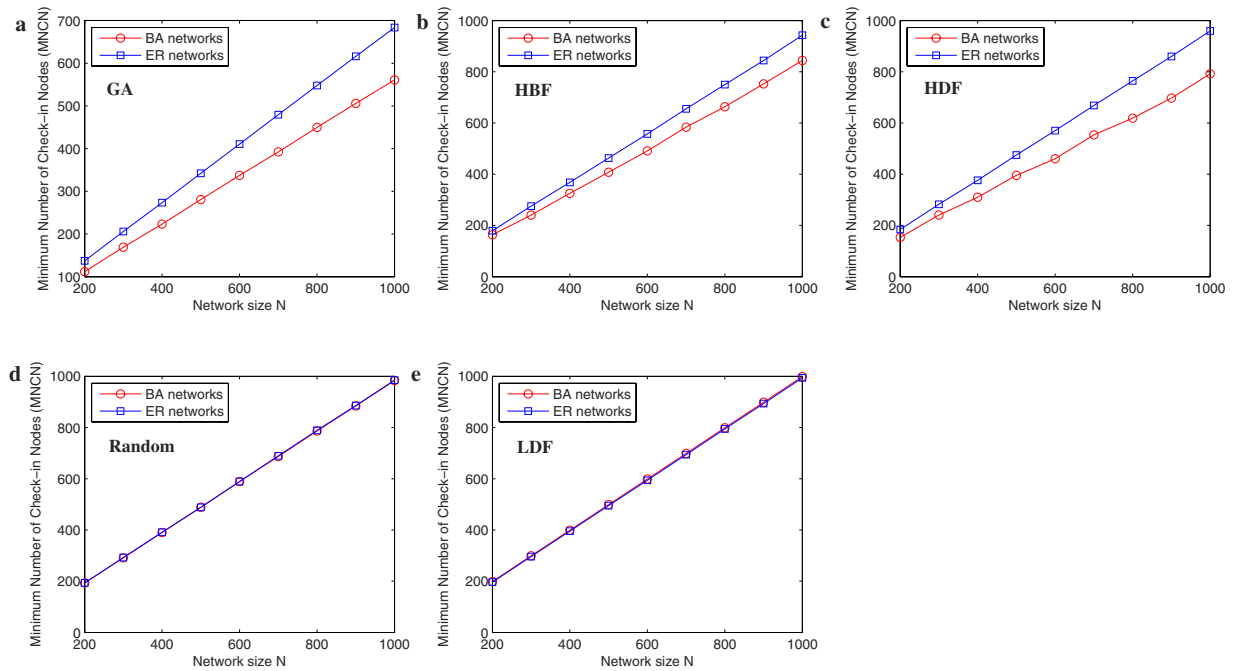 a
Minimum Number of Check−in Nodes (MNCN)
700
600
500
400
300
200
100
BA networks
ER networks
GA
200 400 600 800 1000
Network size N
b
Minimum Number of Check−in Nodes (MNCN)
1000
800
600
400
200
0
BA networks
ER networks
HBF
200 400 600 800 1000
Network size N
c
Minimum Number of Check−in Nodes (MNCN)
1000
800
600
400
200
0
BA networks
ER networks
HDF
200 400 600 800 1000
Network size N
d
Minimum Number of Check−in Nodes (MNCN)
1000
800
600
400
200
0
BA networks
ER networks
Random
200 400 600 800 1000
Network size N
e
Minimum Number of Check−in Nodes (MNCN)
1000
800
600
400
200
0
BA networks
ER networks
LDF
200 400 600 800 1000
Network size N